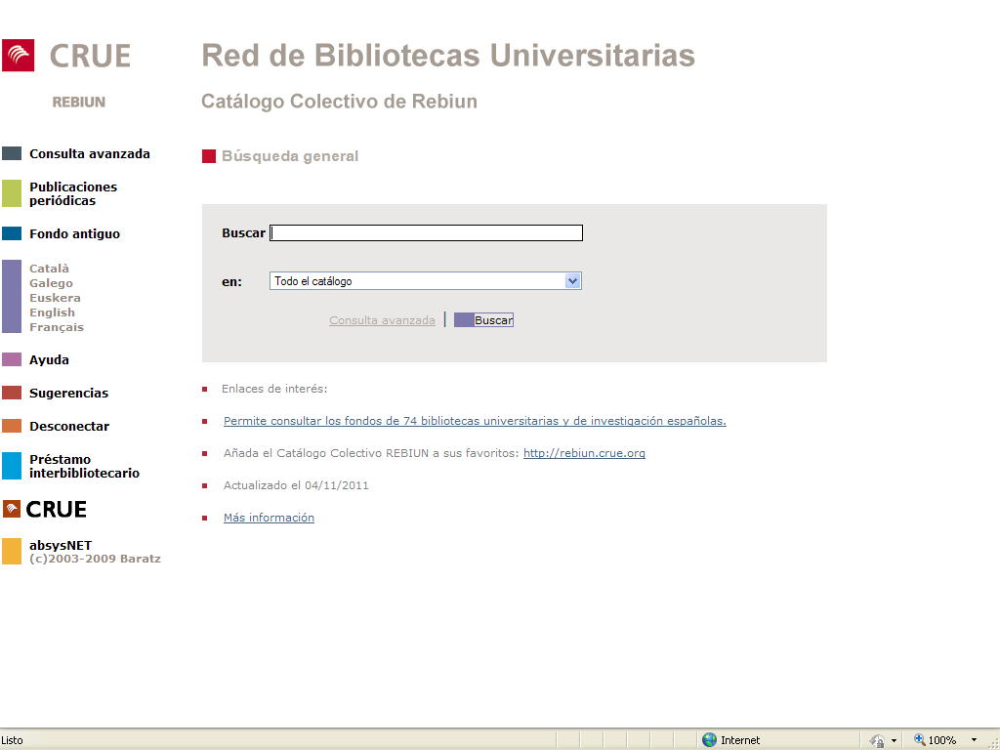 CRUE
Red de Bibliotecas Universitarias
REBIUN
Catálogo Colectivo de Rebiun
Consulta avanzada
Publicaciones
periódicas
Fondo antiguo
Català
Galego
Euskera
English
Français
Ayuda
Sugerencias
Desconectar
Préstamo
interbibliotecario
CRUE
absysNET
(c)2003-2009 Baratz
Búsqueda general
Buscar
en: Todo el catálogo
Consulta avanzada | Buscar
Enlaces de interés:
Permite consultar los fondos de 74 bibliotecas universitarias y de investigación españolas.
Añada el Catálogo Colectivo REBIUN a sus favoritos: http://rebiun.crue.org
Actualizado el 04/11/2011
Más información
Listo Internet 100%